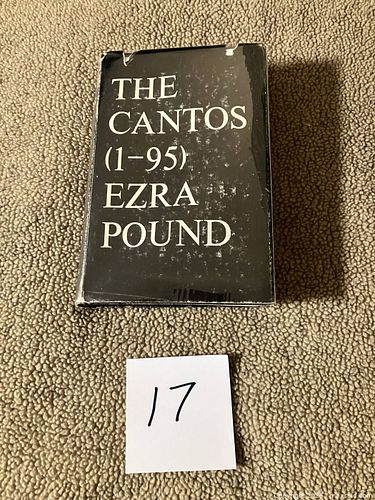 THE
CANTOS
(1–95)
EZRA
POUND
17